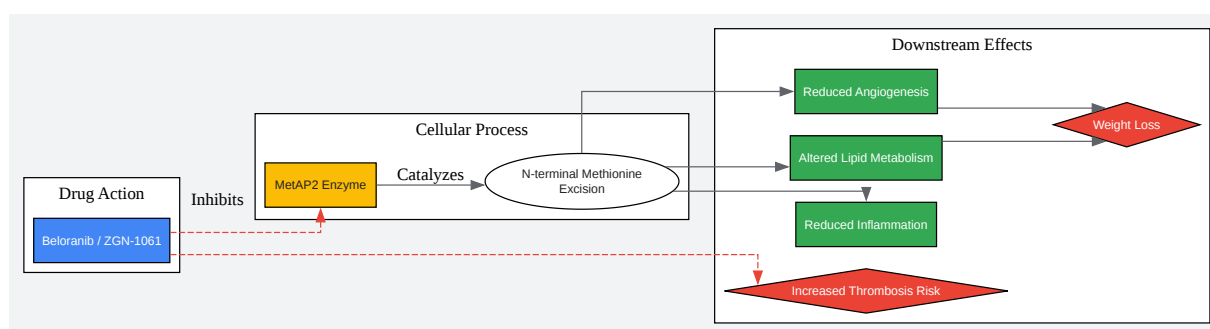 Drug Action
Beloranib / ZGN-1061
Inhibits
Cellular Process
MetAP2 Enzyme
Catalyzes
N-terminal Methionine
Excision
Downstream Effects
Reduced Angiogenesis
Altered Lipid Metabolism
Reduced Inflammation
Weight Loss
Increased Thrombosis Risk